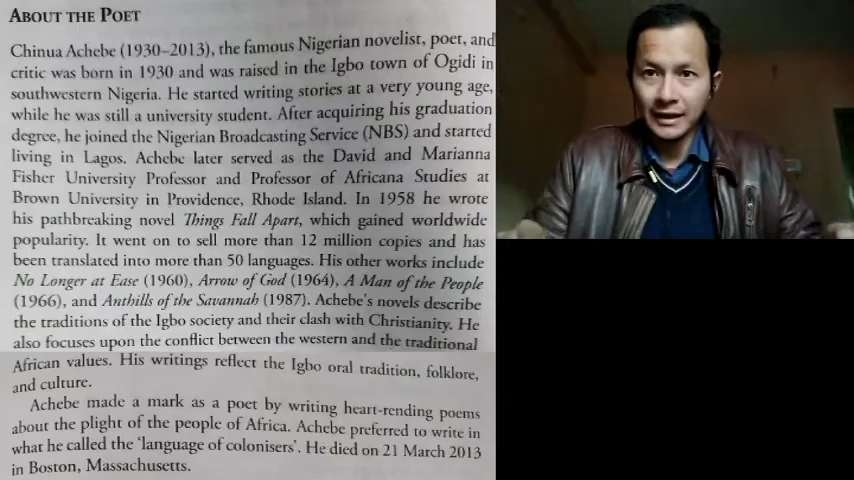 ABOUT THE POET
Chinua Achebe (1930–2013), the famous Nigerian novelist, poet, and
critic was born in 1930 and was raised in the Igbo town of Ogidi in
southwestern Nigeria. He started writing stories at a very young age,
while he was still a university student. After acquiring his graduation
degree, he joined the Nigerian Broadcasting Service (NBS) and started
living in Lagos. Achebe later served as the David and Marianna
Fisher University Professor and Professor of Africana Studies at
Brown University in Providence, Rhode Island. In 1958 he wrote
his pathbreaking novel Things Fall Apart, which gained worldwide
popularity. It went on to sell more than 12 million copies and has
been translated into more than 50 languages. His other works include
No Longer at Ease (1960), Arrow of God (1964), A Man of the People
(1966), and Anthills of the Savannah (1987). Achebe's novels describe
the traditions of the Igbo society and their clash with Christianity. He
also focuses upon the conflict between the western and the traditional
African values. His writings reflect the Igbo oral tradition, folklore,
and culture.
Achebe made a mark as a poet by writing heart-rending poems
about the plight of the people of Africa. Achebe preferred to write in
what he called the 'language of colonisers'. He died on 21 March 2013
in Boston, Massachusetts.